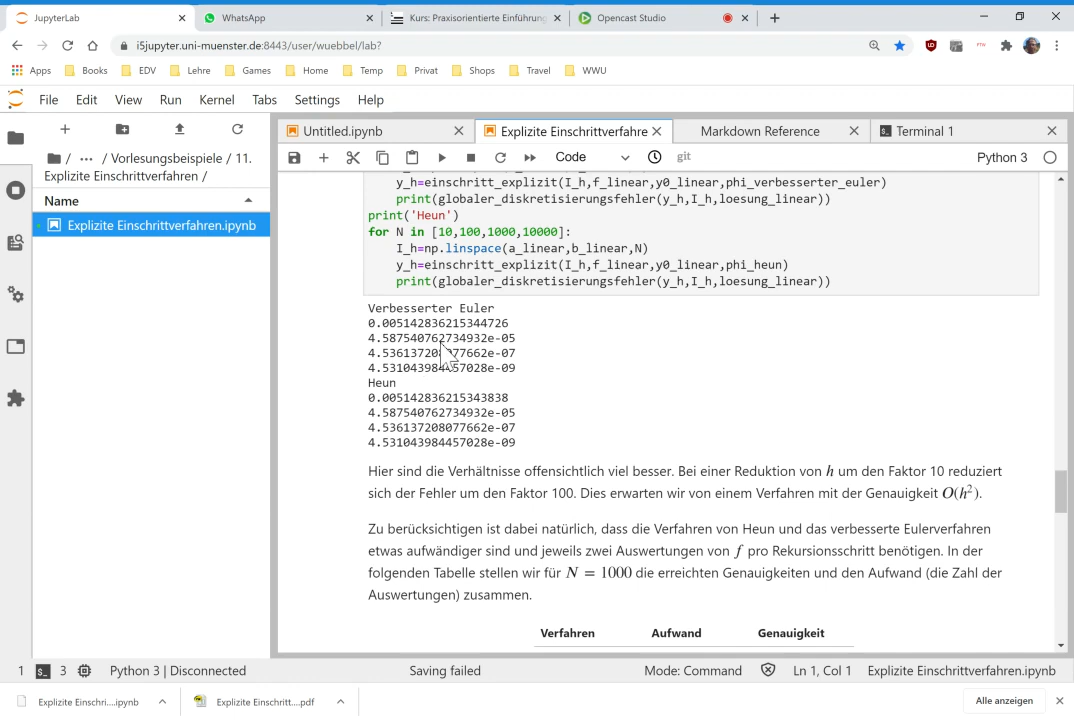 JupyterLab
WhatsApp
Kurs: Praxisorientierte Einführung
Opencast Studio
i5jupyter.uni-muenster.de:8443/user/wuebbel/lab?
Apps Books EDV Lehre Games Home Temp Privat Shops Travel WWU
File Edit View Run Kernel Tabs Settings Help
Untitled.ipynb
Explizite Einschrittverfahre
Markdown Reference
Terminal 1
Code
git
Python 3
/ ··· / Vorlesungsbeispiele / 11.
Explizite Einschrittverfahren /
Name
Explizite Einschrittverfahren.ipynb
y_h=einschritt_explizit(I_h,f_linear,y0_linear,phi_verbesserter_euler)
print(globaler_diskretisierungsfehler(y_h,I_h,loesung_linear))
print('Heun')
for N in [10,100,1000,10000]:
I_h=np.linspace(a_linear,b_linear,N)
y_h=einschritt_explizit(I_h,f_linear,y0_linear,phi_heun)
print(globaler_diskretisierungsfehler(y_h,I_h,loesung_linear))
Verbesserter Euler
0.005142836215344726
4.587540762734932e-05
4.536137208077662e-07
4.531043984457028e-09
Heun
0.005142836215343838
4.587540762734932e-05
4.536137208077662e-07
4.531043984457028e-09
Hier sind die Verhältnisse offensichtlich viel besser. Bei einer Reduktion von h um den Faktor 10 reduziert
sich der Fehler um den Faktor 100. Dies erwarten wir von einem Verfahren mit der Genauigkeit O(h²).
Zu berücksichtigen ist dabei natürlich, dass die Verfahren von Heun und das verbesserte Eulerverfahren
etwas aufwändiger sind und jeweils zwei Auswertungen von f pro Rekursionsschritt benötigen. In der
folgenden Tabelle stellen wir für N = 1000 die erreichten Genauigkeiten und den Aufwand (die Zahl der
Auswertungen) zusammen.
Verfahren Aufwand Genauigkeit
1 3 Python 3 | Disconnected Saving failed Mode: Command Ln 1, Col 1 Explizite Einschrittverfahren.ipynb
Explizite Einschri....ipynb
Explizite Einschritt....pdf
Alle anzeigen